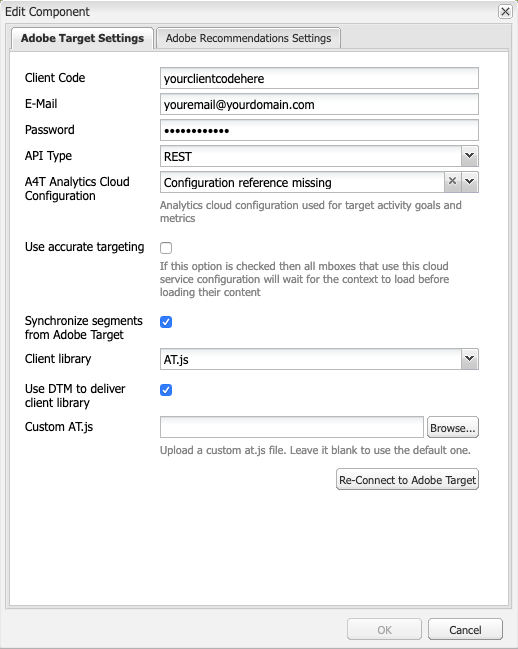 Edit Component
Adobe Target Settings
Adobe Recommendations Settings
Client Code
yourclientcodehere
E-Mail
youremail@yourdomain.com
Password
••••••••••••
API Type
REST
A4T Analytics Cloud
Configuration
Configuration reference missing
Analytics cloud configuration used for target activity goals and
metrics
Use accurate targeting
If this option is checked then all mboxes that use this cloud
service configuration will wait for the context to load before
loading their content
Synchronize segments
from Adobe Target
Client library
AT.js
Use DTM to deliver
client library
Custom AT.js
Browse...
Upload a custom at.js file. Leave it blank to use the default one.
Re-Connect to Adobe Target
OK
Cancel